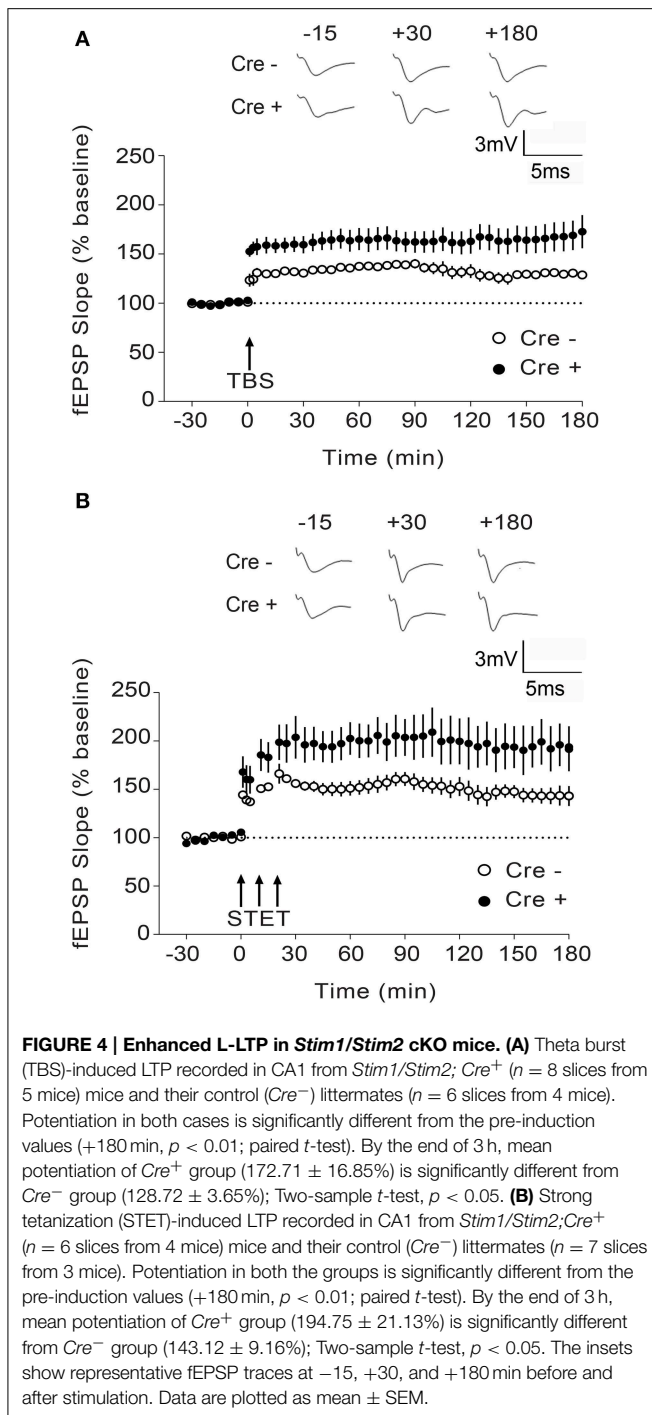 A
-15 +30 +180
Cre -
Cre +
3mV
5ms
fEPSP Slope (% baseline)
250
200
150
100
50
0
TBS
Cre -
Cre +
-30 0 30 60 90 120 150 180
Time (min)
B
-15 +30 +180
Cre -
Cre +
3mV
5ms
fEPSP Slope (% baseline)
250
200
150
100
50
0
STET
Cre -
Cre +
-30 0 30 60 90 120 150 180
Time (min)
FIGURE 4 | Enhanced L-LTP in Stim1/Stim2 cKO mice. (A) Theta burst
(TBS)-induced LTP recorded in CA1 from Stim1/Stim2; Cre⁺ (n = 8 slices from
5 mice) mice and their control (Cre⁻) littermates (n = 6 slices from 4 mice).
Potentiation in both cases is significantly different from the pre-induction
values (+180 min, p < 0.01; paired t-test). By the end of 3 h, mean
potentiation of Cre⁺ group (172.71 ± 16.85%) is significantly different from
Cre⁻ group (128.72 ± 3.65%); Two-sample t-test, p < 0.05. (B) Strong
tetanization (STET)-induced LTP recorded in CA1 from Stim1/Stim2;Cre⁺
(n = 6 slices from 4 mice) mice and their control (Cre⁻) littermates (n = 7 slices
from 3 mice). Potentiation in both the groups is significantly different from the
pre-induction values (+180 min, p < 0.01; paired t-test). By the end of 3 h,
mean potentiation of Cre⁺ group (194.75 ± 21.13%) is significantly different
from Cre⁻ group (143.12 ± 9.16%); Two-sample t-test, p < 0.05. The insets
show representative fEPSP traces at −15, +30, and +180 min before and
after stimulation. Data are plotted as mean ± SEM.